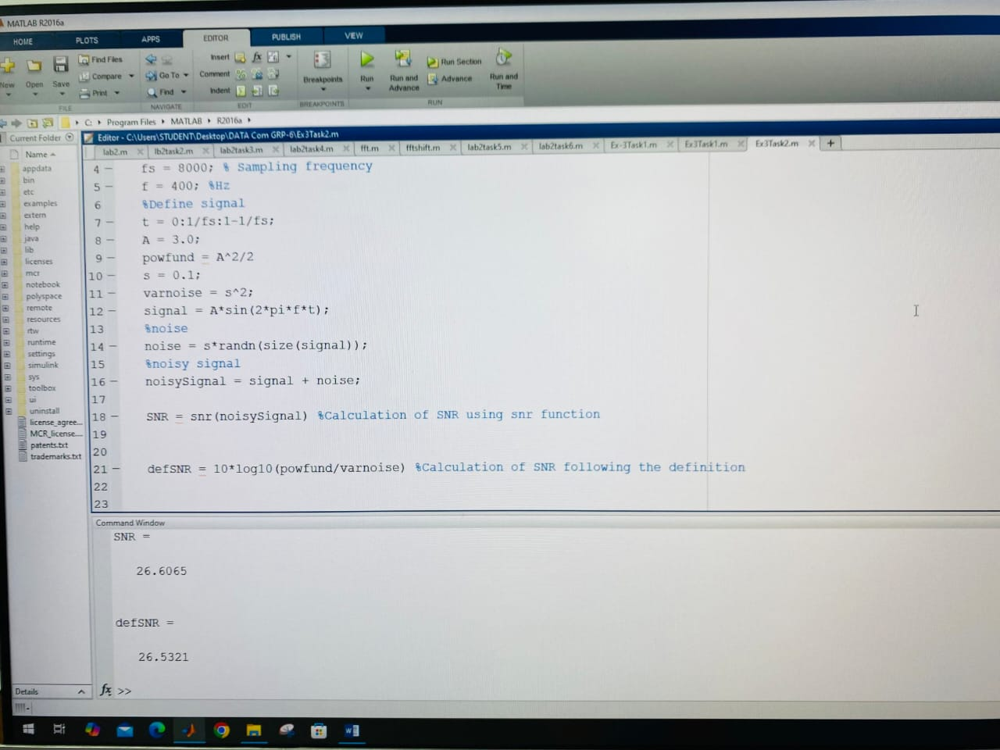 MATLAB R2016a
HOME PLOTS APPS EDITOR PUBLISH VIEW
New Open Save Find Files Compare Print
Go To Find
Insert fx
Comment
Indent
Breakpoints Run Run and Advance Run Section Advance Run and Time
FILE NAVIGATE EDIT BREAKPOINTS RUN
C: Program Files MATLAB R2016a
Current Folder
Name
appdata
bin
etc
examples
extern
help
java
lib
licenses
mcr
notebook
polyspace
remote
resources
rtw
runtime
settings
simulink
sys
toolbox
ui
uninstall
license_agree...
MCR_license....
patents.txt
trademarks.txt
Details
Editor - C:\Users\STUDENT\Desktop\DATA Com GRP-6\Ex3Task2.m
lab2.m lb2task2.m lab2task3.m lab2task4.m fft.m fftshift.m lab2task5.m lab2task6.m Ex-3Task1.m Ex3Task1.m Ex3Task2.m +
4 - fs = 8000; % Sampling frequency
5 - f = 400; %Hz
6 %Define signal
7 - t = 0:1/fs:1-1/fs;
8 - A = 3.0;
9 - powfund = A^2/2
10 - s = 0.1;
11 - varnoise = s^2;
12 - signal = A*sin(2*pi*f*t);
13 %noise
14 - noise = s*randn(size(signal));
15 %noisy signal
16 - noisySignal = signal + noise;
17
18 - SNR = snr(noisySignal) %Calculation of SNR using snr function
19
20
21 - defSNR = 10*log10(powfund/varnoise) %Calculation of SNR following the definition
22
23
Command Window
SNR =
26.6065
defSNR =
26.5321
fx >>